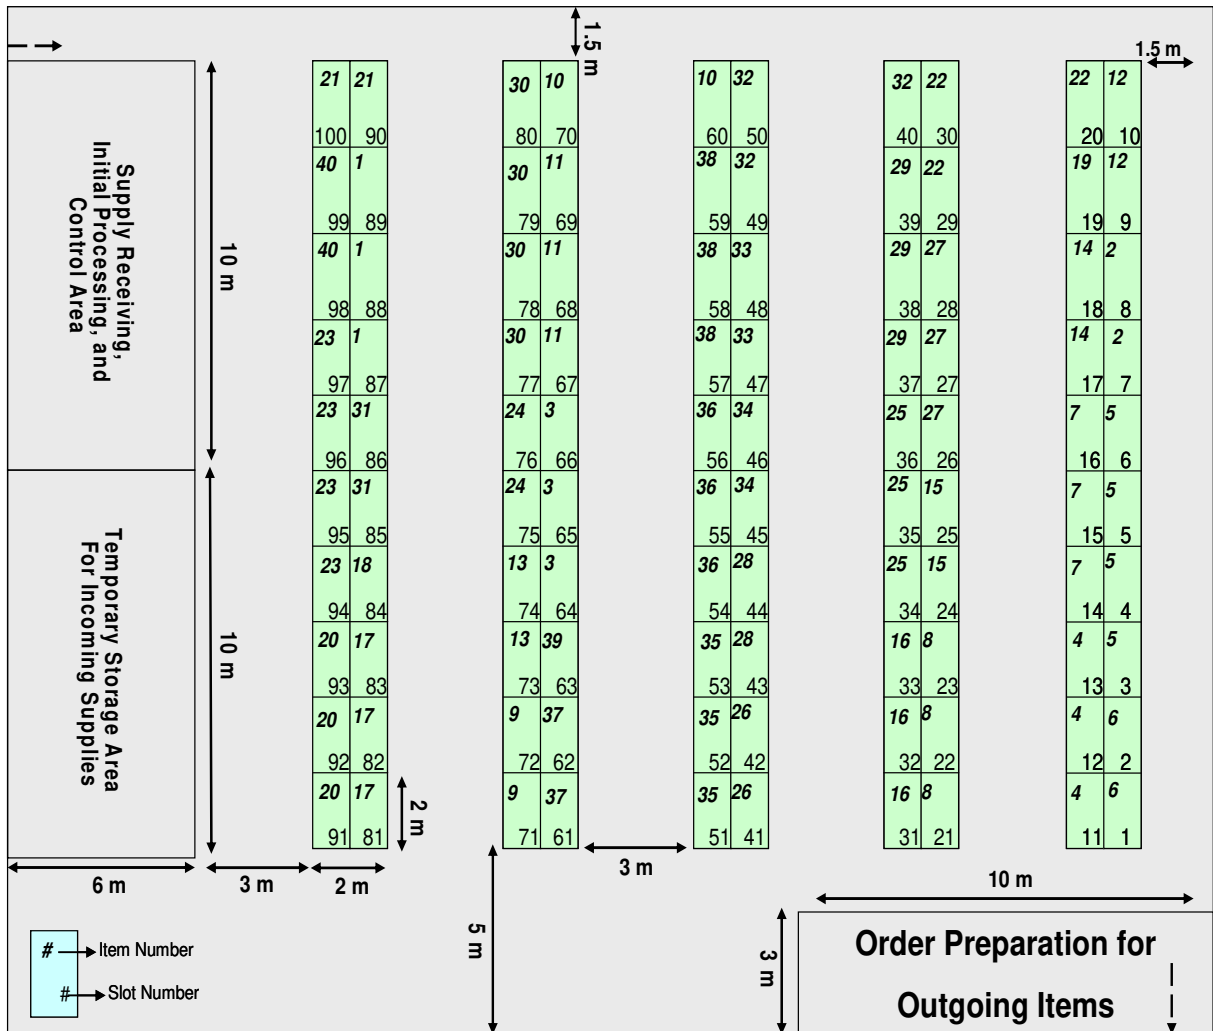 1.5 m
1.5 m
21 21 30 10 10 32 32 22 22 12
100 90 80 70 60 50 40 30 20 10
40 1 30 11 38 32 29 22 19 12
99 89 79 69 59 49 39 29 19 9
40 1 30 11 38 33 29 27 14 2
98 88 78 68 58 48 38 28 18 8
23 1 30 11 38 33 29 27 14 2
97 87 77 67 57 47 37 27 17 7
23 31 24 3 36 34 25 27 7 5
96 86 76 66 56 46 36 26 16 6
23 31 24 3 36 34 25 15 7 5
95 85 75 65 55 45 35 25 15 5
23 18 13 3 36 28 25 15 7 5
94 84 74 64 54 44 34 24 14 4
20 17 13 39 35 28 16 8 4 5
93 83 73 63 53 43 33 23 13 3
20 17 9 37 35 26 16 8 4 6
92 82 72 62 52 42 32 22 12 2
20 17 9 37 35 26 16 8 4 6
91 81 71 61 51 41 31 21 11 1
Supply Receiving,
Initial Processing, and
Control Area
10 m
Temporary Storage Area
For Incoming Supplies
10 m
2 m
6 m
3 m
2 m
3 m
10 m
5 m
3 m
# Item Number
# Slot Number
Order Preparation for
Outgoing Items